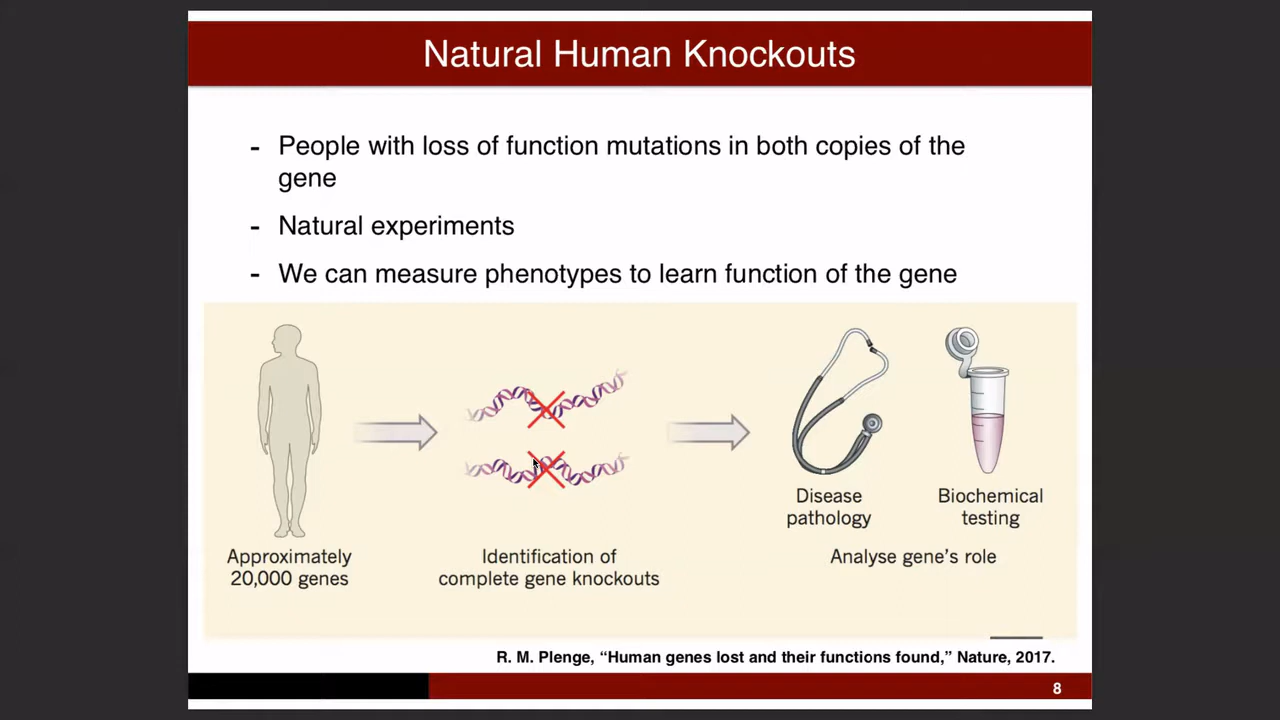 Natural Human Knockouts
- People with loss of function mutations in both copies of the
gene
- Natural experiments
- We can measure phenotypes to learn function of the gene
Disease
pathology
Biochemical
testing
Approximately
20,000 genes
Identification of
complete gene knockouts
Analyse gene's role
R. M. Plenge, “Human genes lost and their functions found,” Nature, 2017.
8